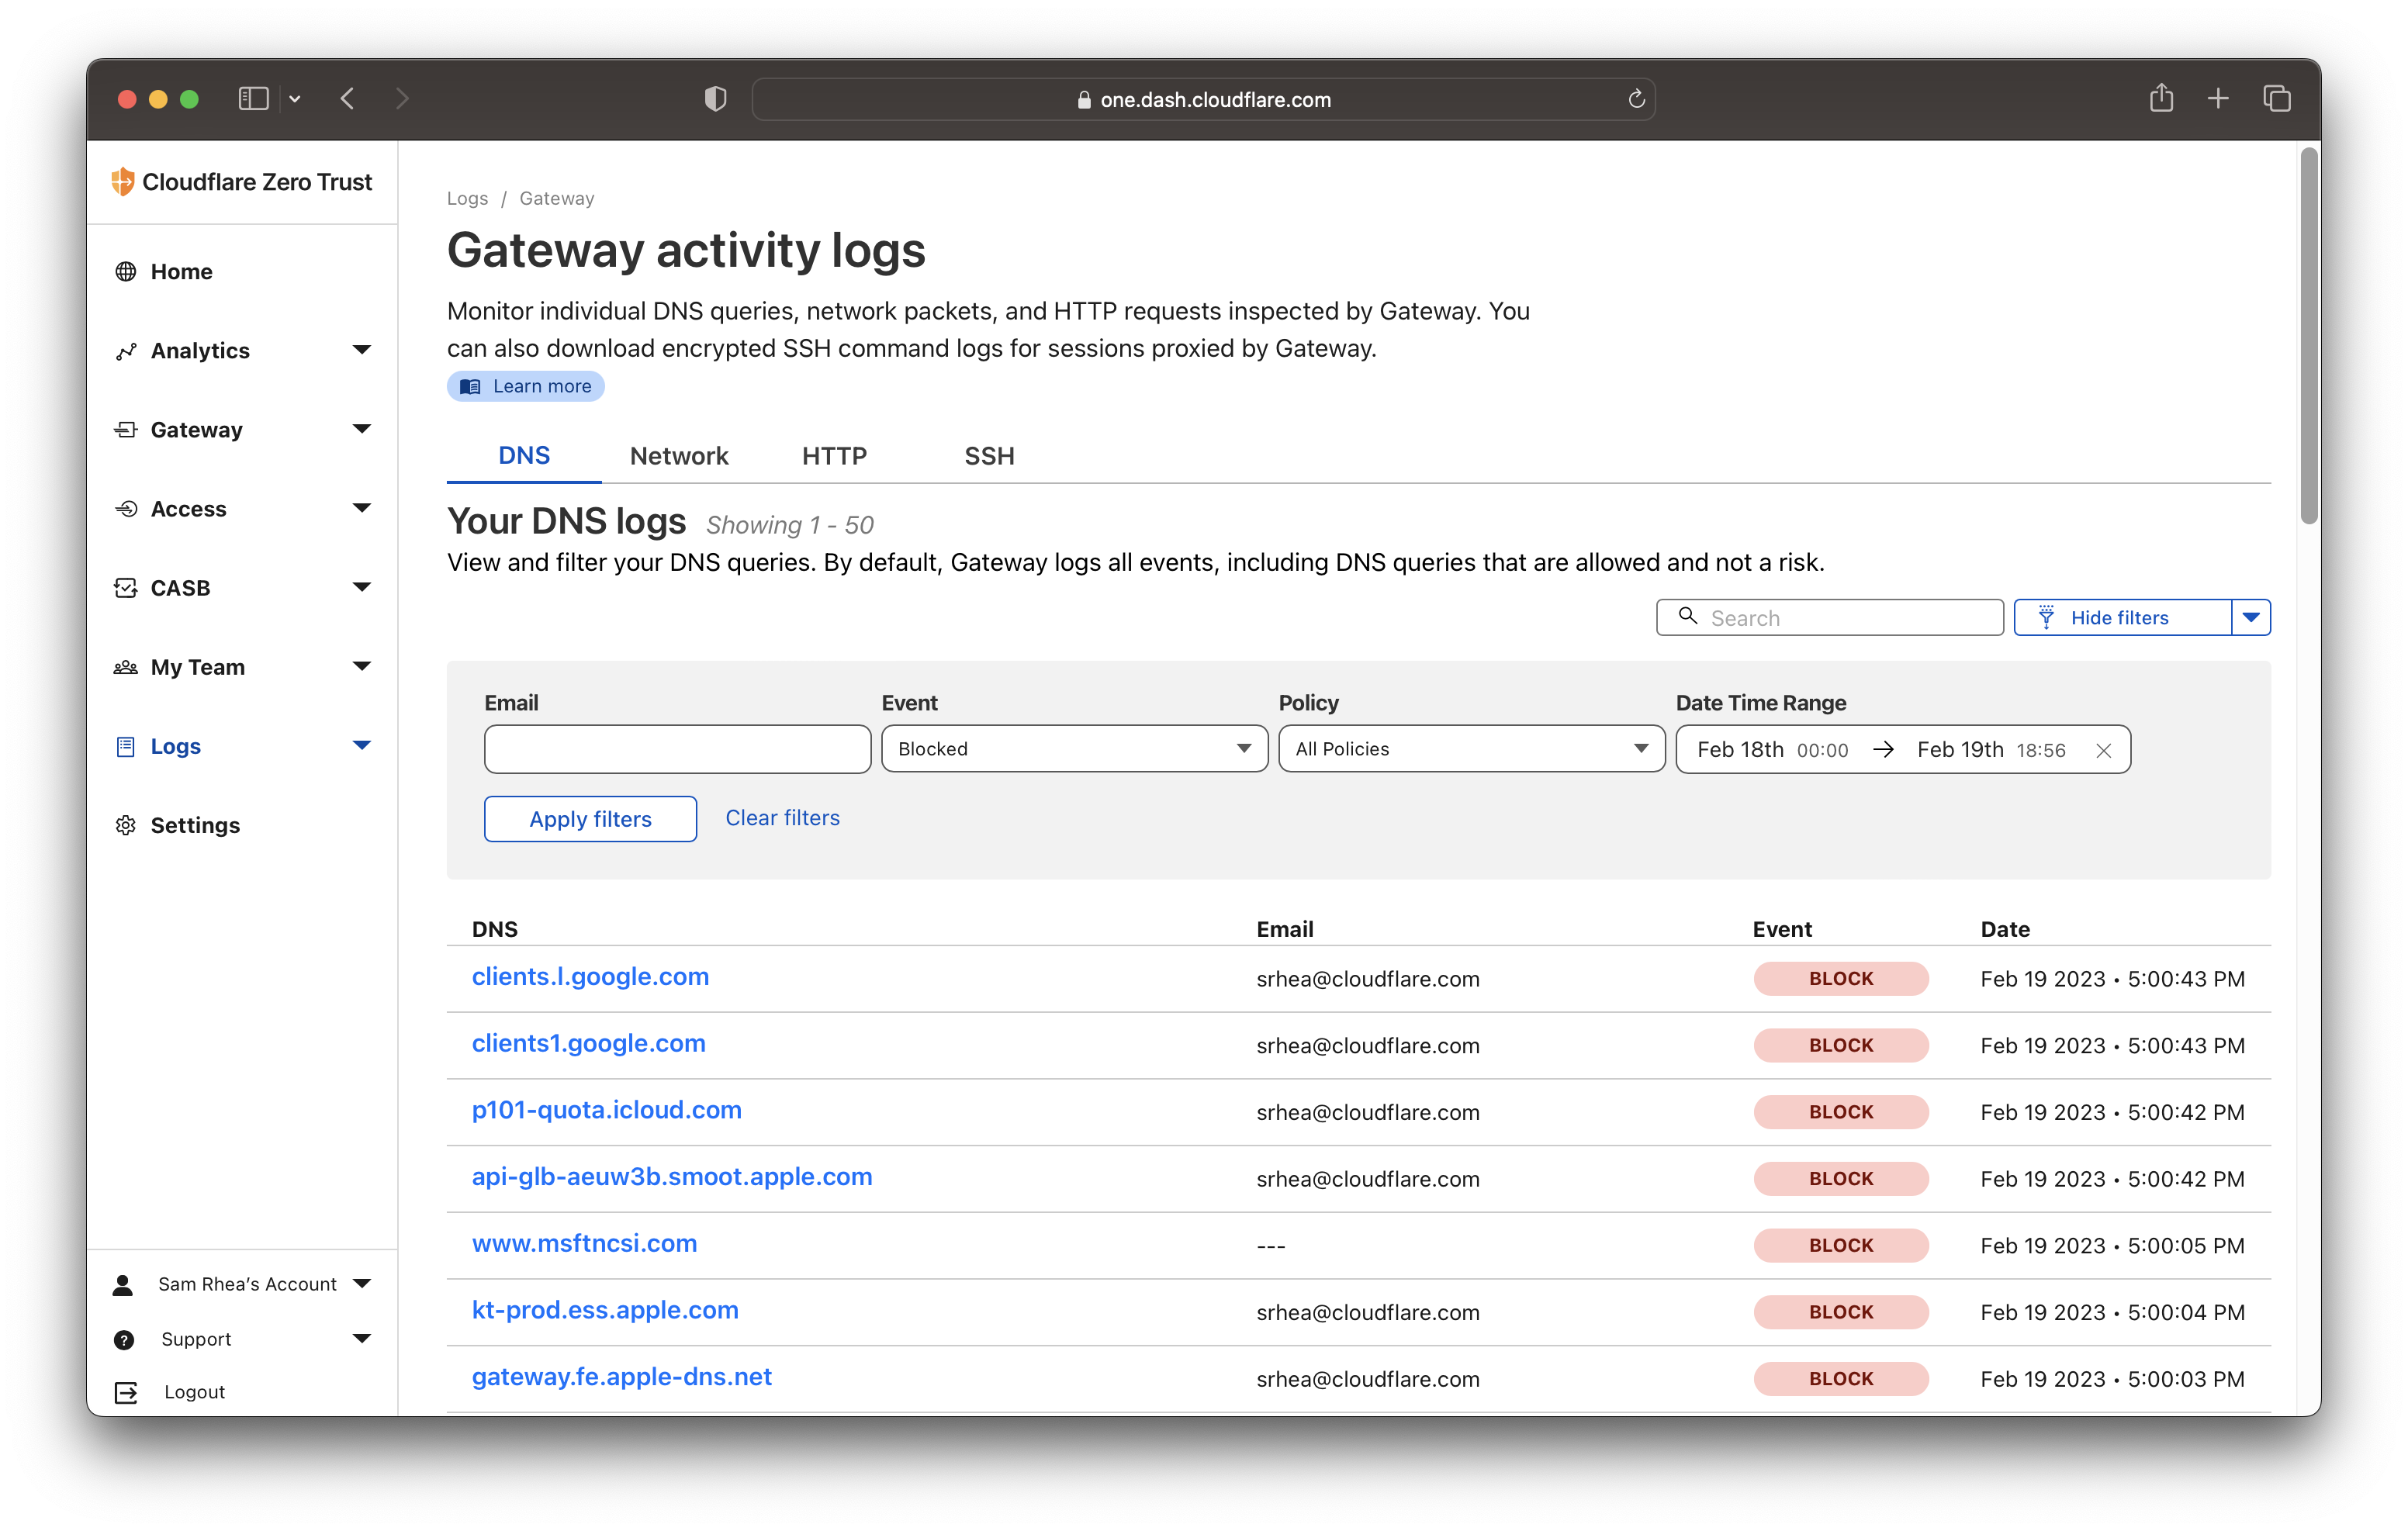 one.dash.cloudflare.com
Cloudflare Zero Trust
Home
Analytics
Gateway
Access
CASB
My Team
Logs
Settings
Sam Rhea's Account
Support
Logout
Logs / Gateway
Gateway activity logs
Monitor individual DNS queries, network packets, and HTTP requests inspected by Gateway. You
can also download encrypted SSH command logs for sessions proxied by Gateway.
Learn more
DNS Network HTTP SSH
Your DNS logs Showing 1 - 50
View and filter your DNS queries. By default, Gateway logs all events, including DNS queries that are allowed and not a risk.
Search Hide filters
Email Event Policy Date Time Range
Blocked All Policies Feb 18th 00:00 → Feb 19th 18:56
Apply filters Clear filters
DNS Email Event Date
clients.l.google.com srhea@cloudflare.com BLOCK Feb 19 2023 • 5:00:43 PM
clients1.google.com srhea@cloudflare.com BLOCK Feb 19 2023 • 5:00:43 PM
p101-quota.icloud.com srhea@cloudflare.com BLOCK Feb 19 2023 • 5:00:42 PM
api-glb-aeuw3b.smoot.apple.com srhea@cloudflare.com BLOCK Feb 19 2023 • 5:00:42 PM
www.msftncsi.com --- BLOCK Feb 19 2023 • 5:00:05 PM
kt-prod.ess.apple.com srhea@cloudflare.com BLOCK Feb 19 2023 • 5:00:04 PM
gateway.fe.apple-dns.net srhea@cloudflare.com BLOCK Feb 19 2023 • 5:00:03 PM